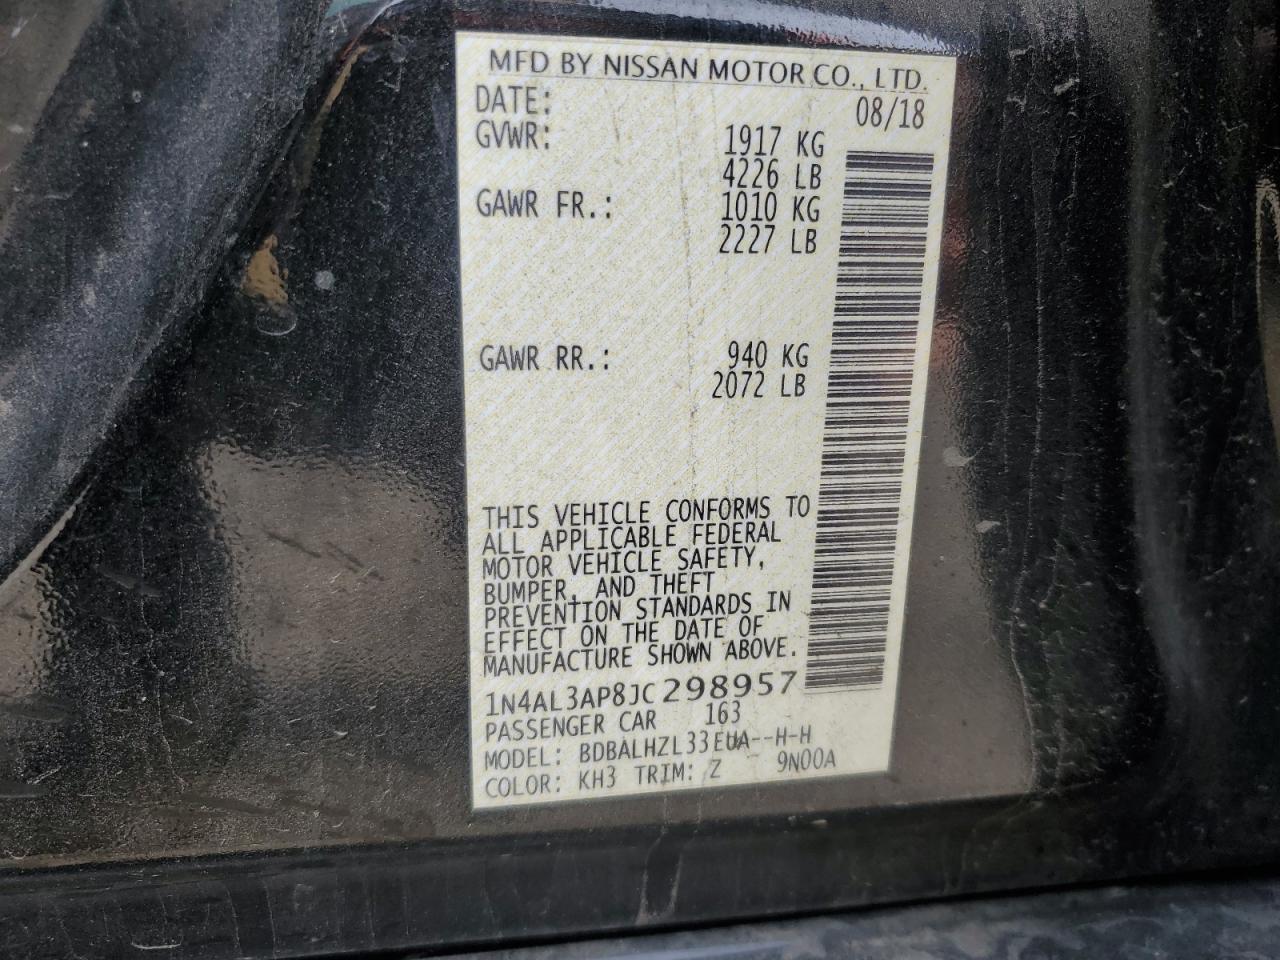 MFD BY NISSAN MOTOR CO., LTD.
DATE: 08/18
GVWR: 1917 KG
4226 LB
GAWR FR.: 1010 KG
2227 LB
GAWR RR.: 940 KG
2072 LB
THIS VEHICLE CONFORMS TO
ALL APPLICABLE FEDERAL
MOTOR VEHICLE SAFETY,
BUMPER, AND THEFT
PREVENTION STANDARDS IN
EFFECT ON THE DATE OF
MANUFACTURE SHOWN ABOVE.
1N4AL3AP8JC298957
PASSENGER CAR 163
MODEL: BDBALHZL33EUA--H-H
COLOR: KH3 TRIM: Z 9N00A